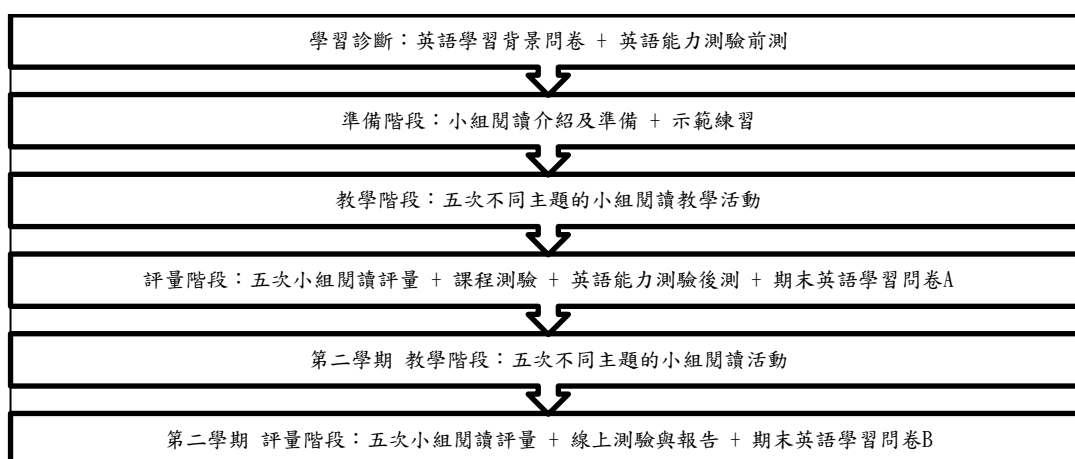 學習診斷：英語學習背景問卷 + 英語能力測驗前測
準備階段：小組閱讀介紹及準備 + 示範練習
教學階段：五次不同主題的小組閱讀教學活動
評量階段：五次小組閱讀評量 + 課程測驗 + 英語能力測驗後測 + 期末英語學習問卷A
第二學期 教學階段：五次不同主題的小組閱讀活動
第二學期 評量階段：五次小組閱讀評量 + 線上測驗與報告 + 期末英語學習問卷B